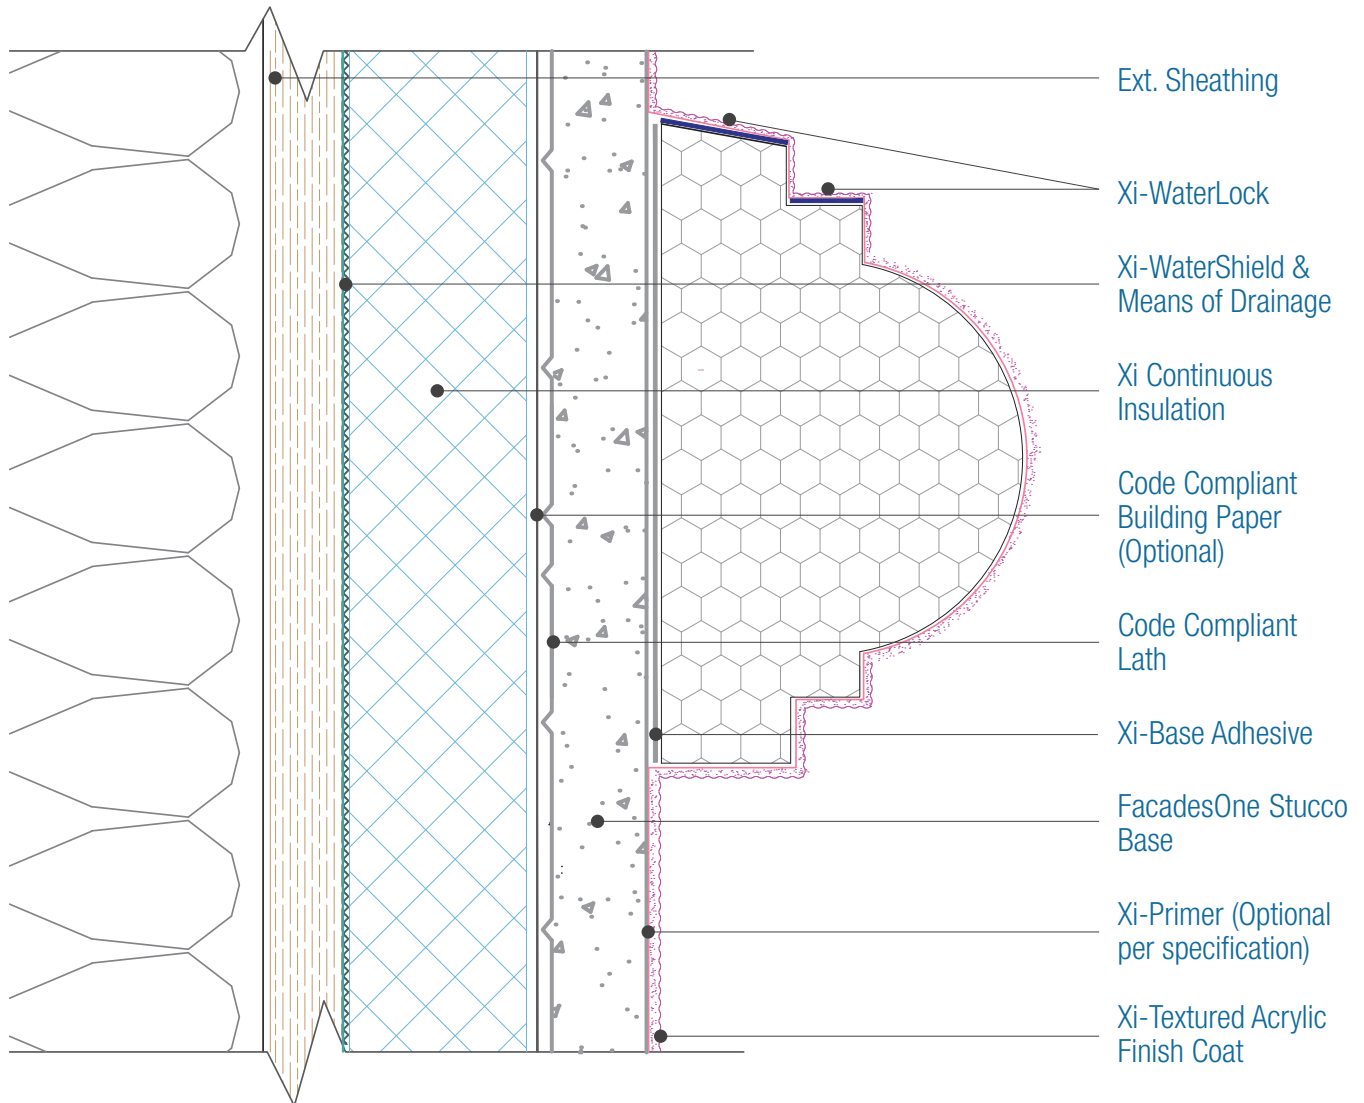 Ext. Sheathing
Xi-WaterLock
Xi-WaterShield &
Means of Drainage
Xi Continuous
Insulation
Code Compliant
Building Paper
(Optional)
Code Compliant
Lath
Xi-Base Adhesive
FacadesOne Stucco
Base
Xi-Primer (Optional
per specification)
Xi-Textured Acrylic
Finish Coat